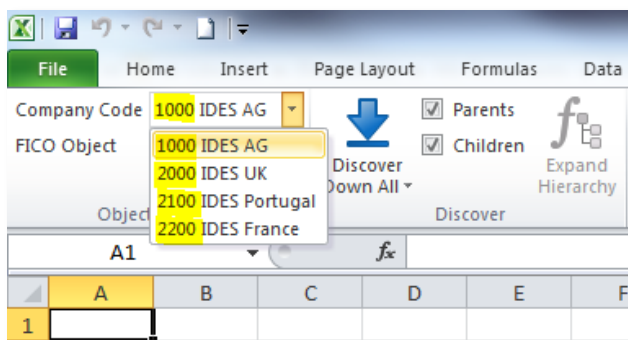 File Home Insert Page Layout Formulas Data
Company Code 1000 IDES AG
Parents
FICO Object
Children
1000 IDES AG
2000 IDES UK
2100 IDES Portugal
2200 IDES France
Discover
Down All
Expand
Hierarchy
Object
Discover
A1
fx
A B C D E F
1